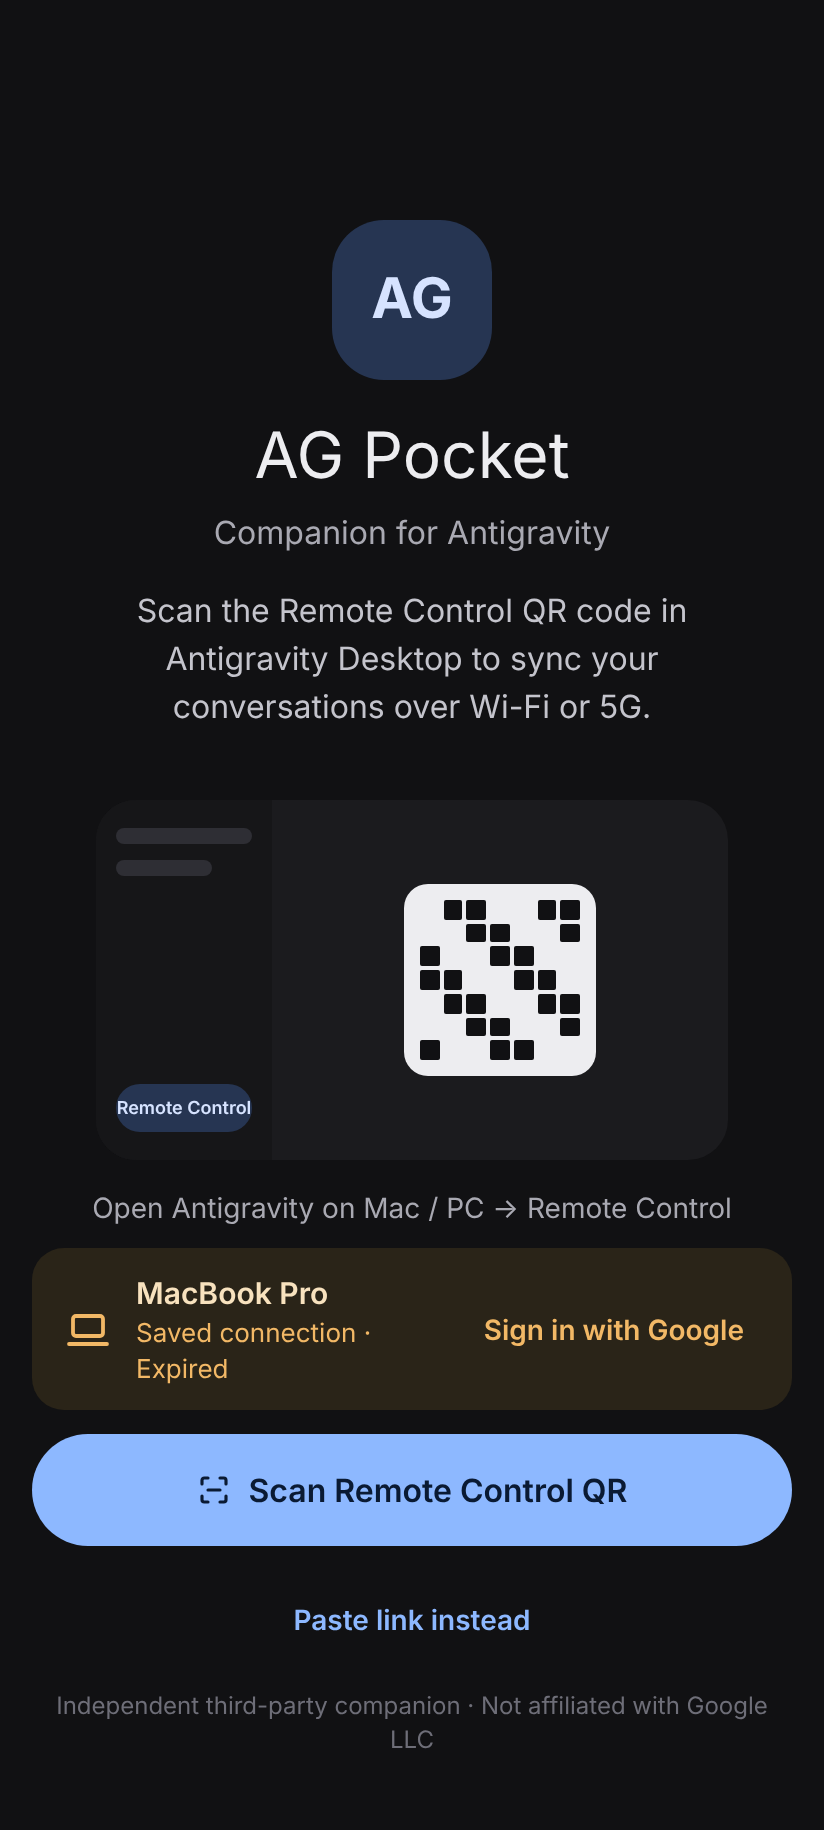 AG
AG Pocket
Companion for Antigravity
Scan the Remote Control QR code in
Antigravity Desktop to sync your
conversations over Wi-Fi or 5G.
Remote Control
Open Antigravity on Mac / PC → Remote Control
MacBook Pro
Saved connection ·
Expired
Sign in with Google
Scan Remote Control QR
Paste link instead
Independent third-party companion · Not affiliated with Google
LLC